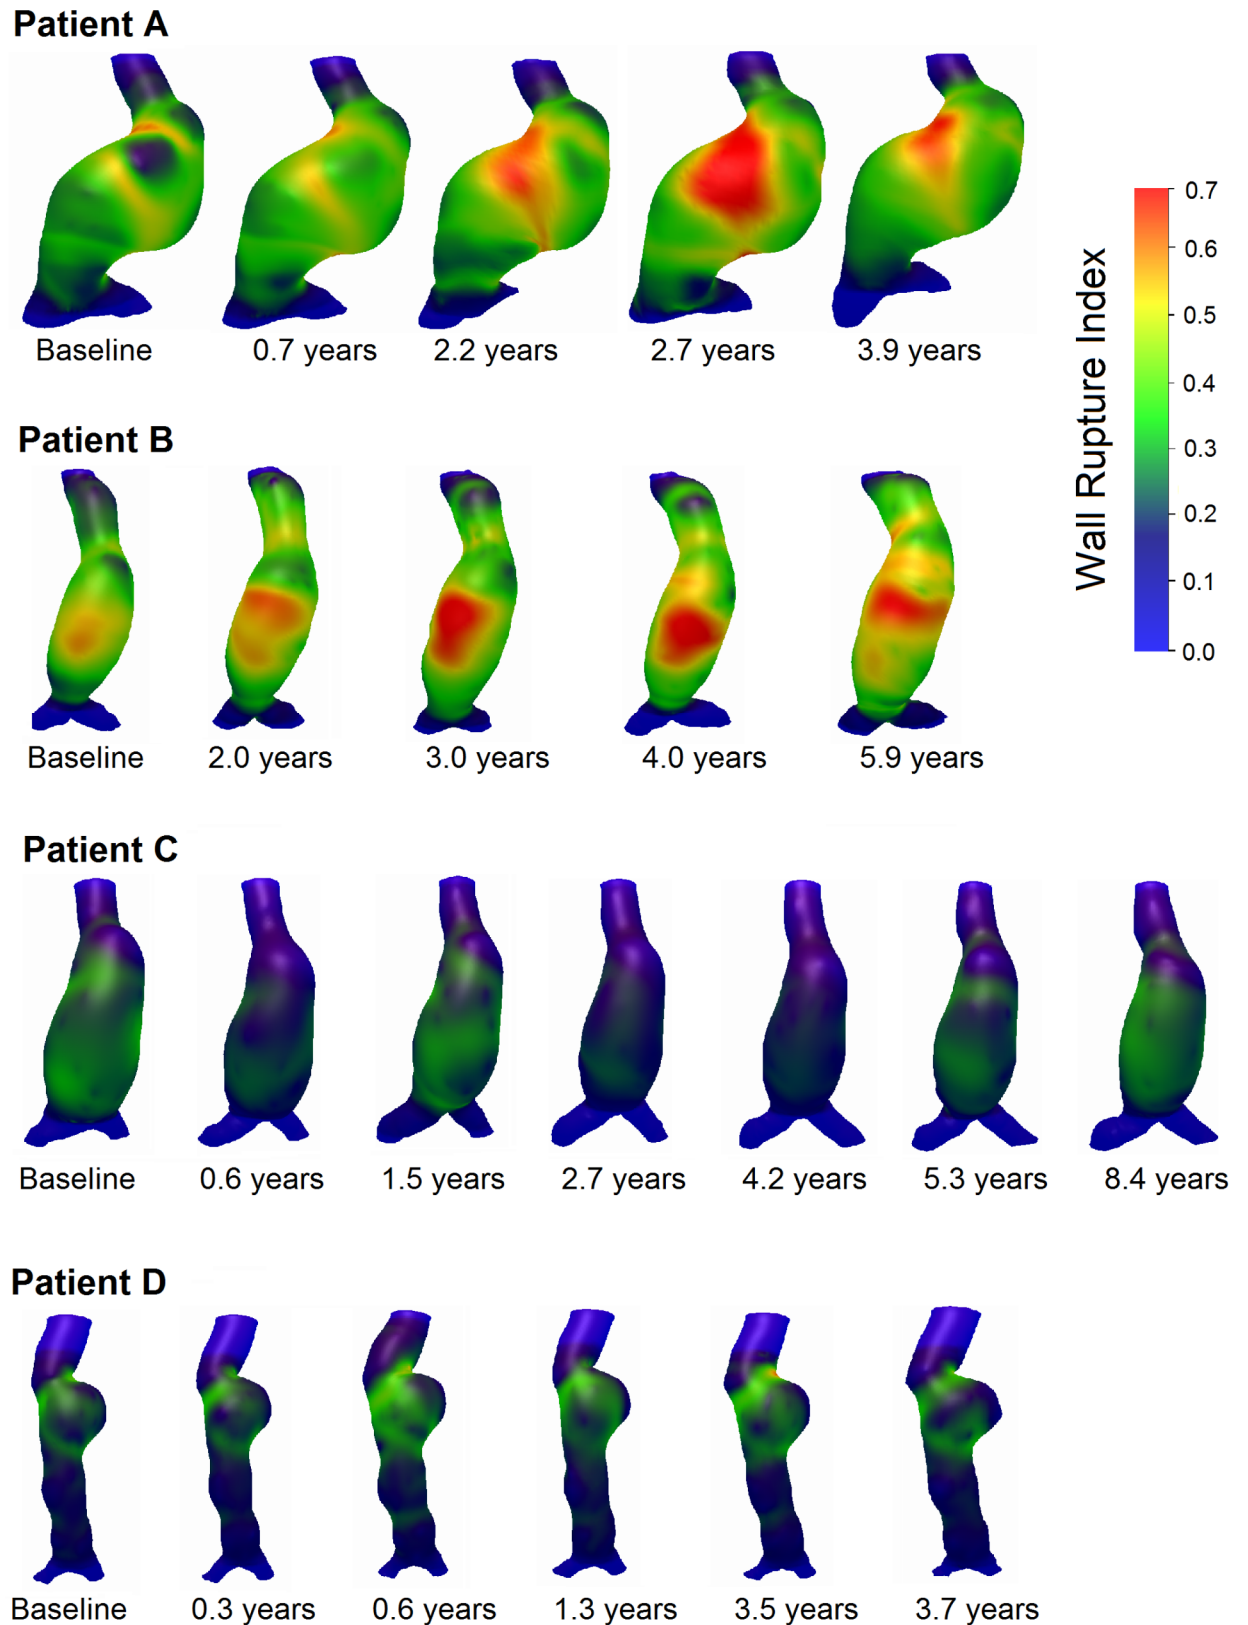 Patient A
Baseline
0.7 years
2.2 years
2.7 years
3.9 years
Wall Rupture Index
0.7
0.6
0.5
0.4
0.3
0.2
0.1
0.0
Patient B
Baseline
2.0 years
3.0 years
4.0 years
5.9 years
Patient C
Baseline
0.6 years
1.5 years
2.7 years
4.2 years
5.3 years
8.4 years
Patient D
Baseline
0.3 years
0.6 years
1.3 years
3.5 years
3.7 years